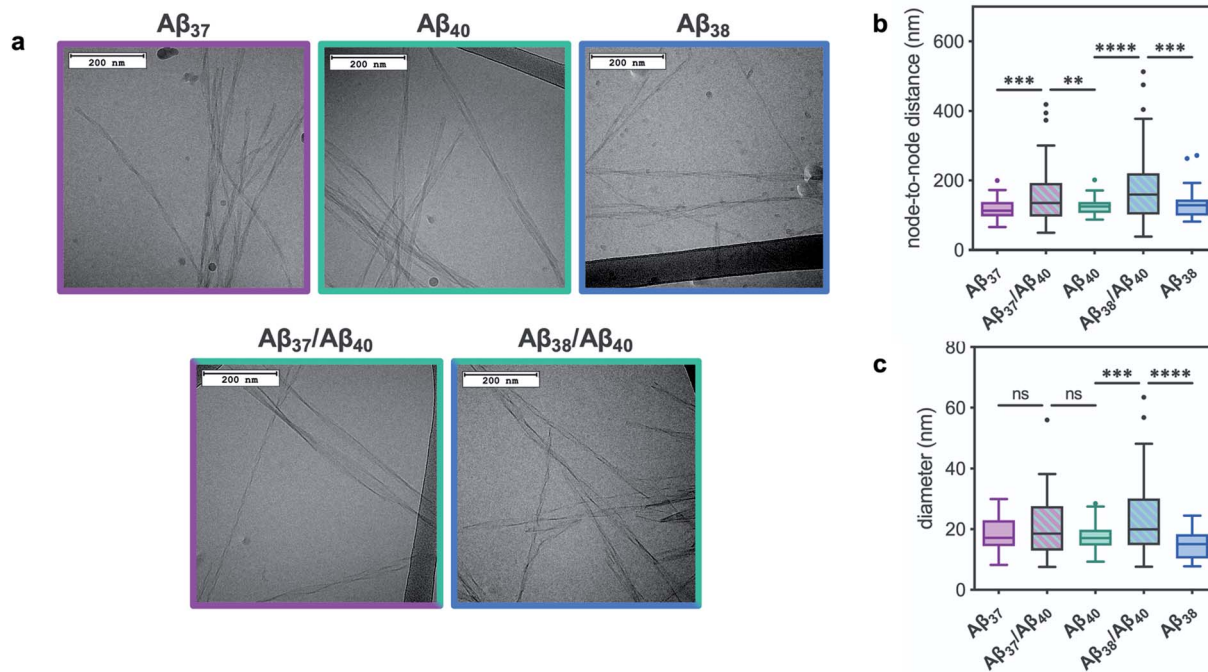 a
Aβ₃₇
Aβ₄₀
Aβ₃₈
200 nm
200 nm
200 nm
Aβ₃₇/Aβ₄₀
Aβ₃₈/Aβ₄₀
200 nm
200 nm
b
node-to-node distance (nm)
600
400
200
0
*** ** **** ***
Aβ₃₇
Aβ₃₇/Aβ₄₀
Aβ₄₀
Aβ₃₈/Aβ₄₀
Aβ₃₈
c
diameter (nm)
80
60
40
20
0
ns ns *** ****
Aβ₃₇
Aβ₃₇/Aβ₄₀
Aβ₄₀
Aβ₃₈/Aβ₄₀
Aβ₃₈